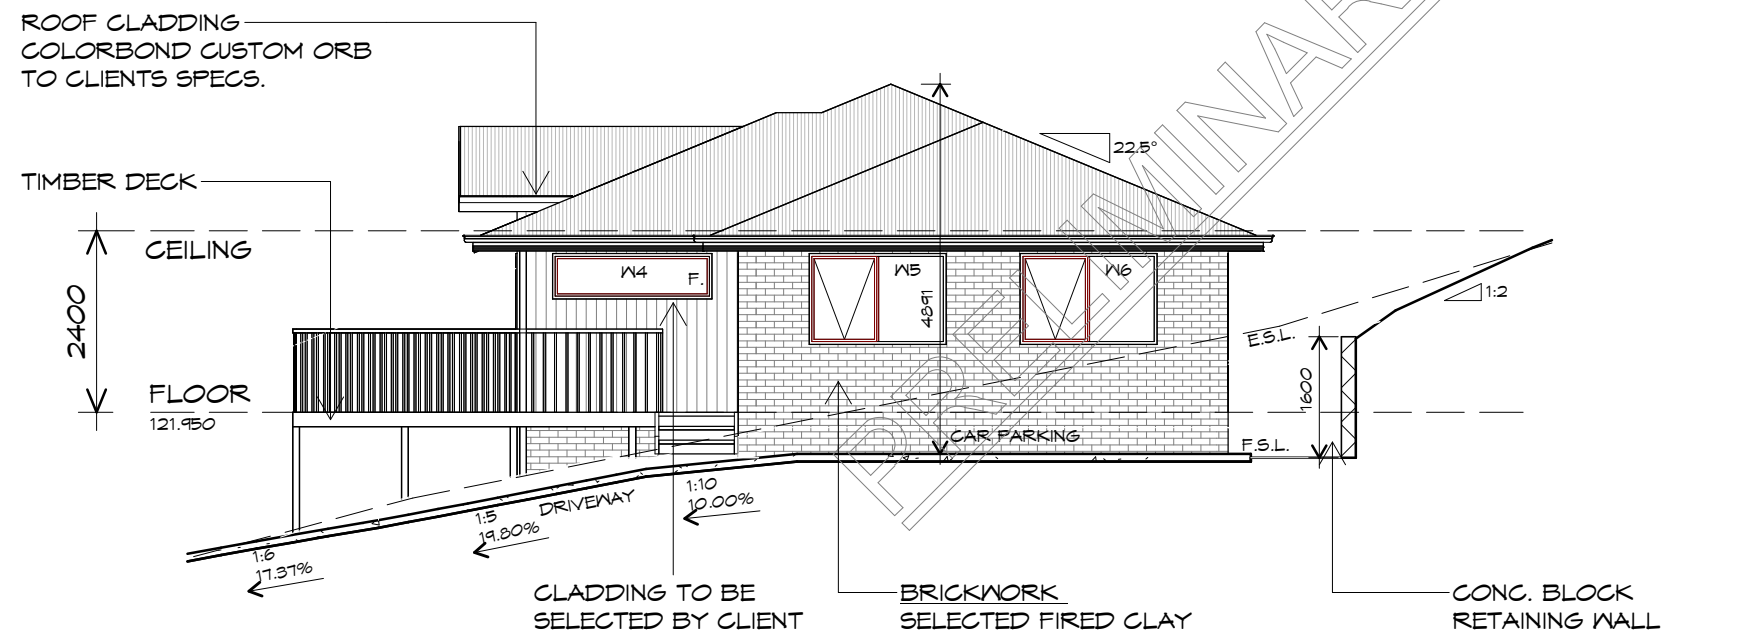 ROOF CLADDING
COLORBOND CUSTOM ORB
TO CLIENTS SPECS.
TIMBER DECK
CEILING
2400
FLOOR
121.950
22.5°
W4
F.
W5
W6
4891
1:2
E.S.L.
1600
F.S.L.
CAR PARKING
DRIVEWAY
1:10
10.00%
1:5
19.80%
1:6
17.37%
CLADDING TO BE
SELECTED BY CLIENT
BRICKWORK
SELECTED FIRED CLAY
CONC. BLOCK
RETAINING WALL
PRELIMINAR